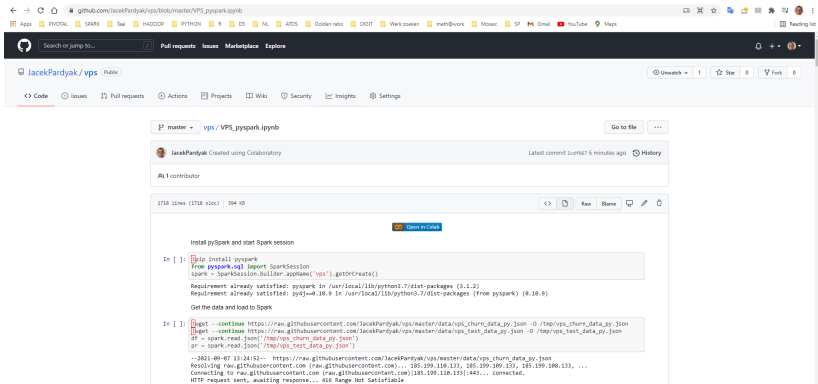 github.com/JacekPardyak/vps/blob/master/VPS_pyspark.ipynb
Apps PIVOTAL SPARK Taal HADOOP PYTHON R DS NL ATOS Golden ratio DIGIT Werk zoeken math@work Mosaic SP Gmail YouTube Maps Reading list
Search or jump to... / Pull requests Issues Marketplace Explore
JacekPardyak / vps Public Unwatch 1 Star 0 Fork 0
Code Issues Pull requests Actions Projects Wiki Security Insights Settings
master vps / VPS_pyspark.ipynb Go to file ...
JacekPardyak Created using Colaboratory Latest commit 6 minutes ago History
1 contributor
1718 lines (1718 sloc) 394 KB <> Raw Blame
Open in Colab
Install pySpark and start Spark session
In [ ]: !pip install pyspark
from pyspark.sql import SparkSession
spark = SparkSession.builder.appName('vps').getOrCreate()
Requirement already satisfied: pyspark in /usr/local/lib/python3.7/dist-packages (3.1.2)
Requirement already satisfied: py4j==0.10.9 in /usr/local/lib/python3.7/dist-packages (from pyspark) (0.10.9)
Get the data and load to Spark
In [ ]: !wget --continue https://raw.githubusercontent.com/JacekPardyak/vps/master/data/vps_churn_data_py.json -O /tmp/vps_churn_data_py.json
!wget --continue https://raw.githubusercontent.com/JacekPardyak/vps/master/data/vps_test_data_py.json -O /tmp/vps_test_data_py.json
df = spark.read.json('/tmp/vps_churn_data_py.json')
pr = spark.read.json('/tmp/vps_test_data_py.json')
--2021-09-07 13:24:52-- https://raw.githubusercontent.com/JacekPardyak/vps/master/data/vps_churn_data_py.json
Resolving raw.githubusercontent.com (raw.githubusercontent.com)... 185.199.110.133, 185.199.109.133, 185.199.108.133, ...
Connecting to raw.githubusercontent.com (raw.githubusercontent.com)|185.199.110.133|:443... connected.
HTTP request sent, awaiting response... 416 Range Not Satisfiable